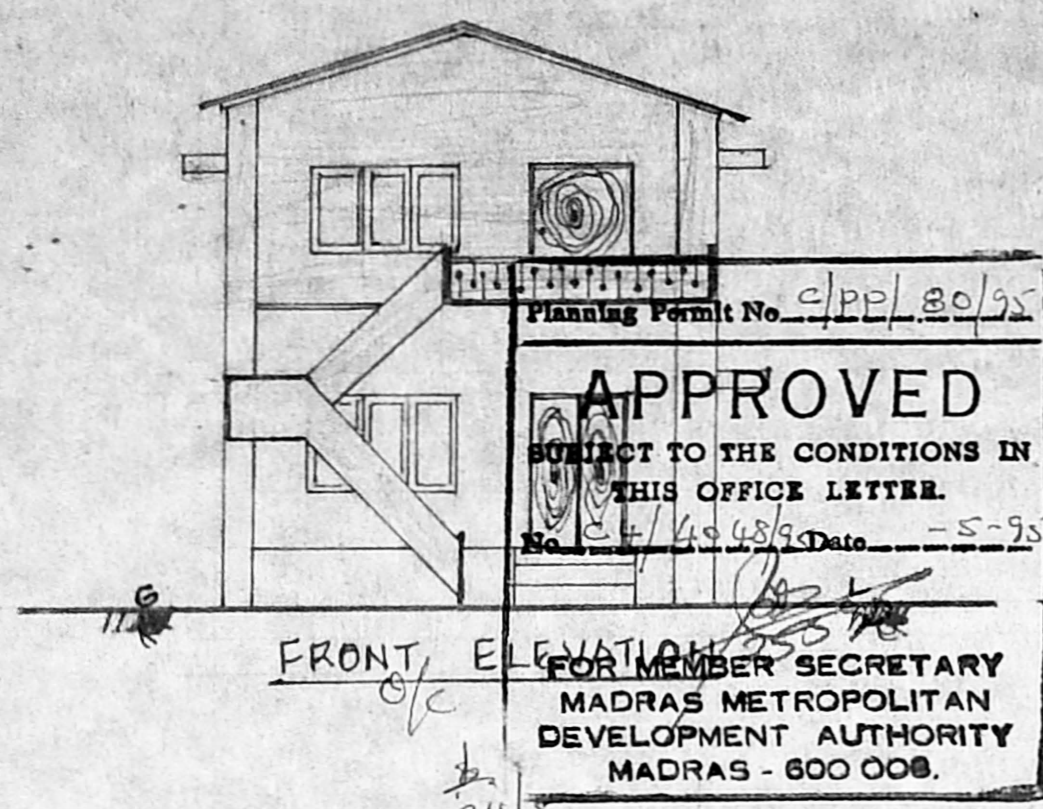 Planning Permit No C/PP/ 80/95
APPROVED
SUBJECT TO THE CONDITIONS IN
THIS OFFICE LETTER.
No C4/4948/95 Date -5-95
G L
FRONT ELEVATION
O/C
FOR MEMBER SECRETARY
MADRAS METROPOLITAN
DEVELOPMENT AUTHORITY
MADRAS - 600 008.